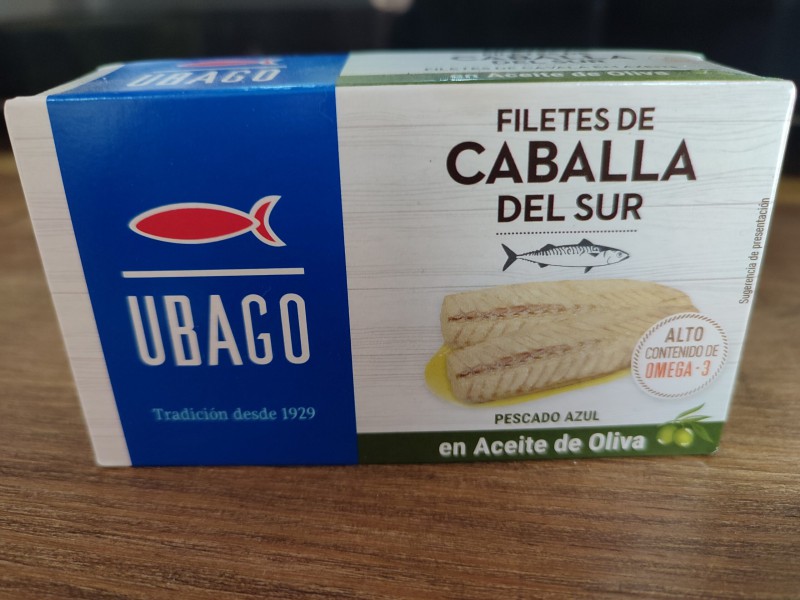 UBAGO
en Aceite de Oliva
FILETES DE
CABALLA
DEL SUR
UBAGO
Tradición desde 1929
Sugerencia de presentación
ALTO
CONTENIDO DE
OMEGA-3
PESCADO AZUL
en Aceite de Oliva